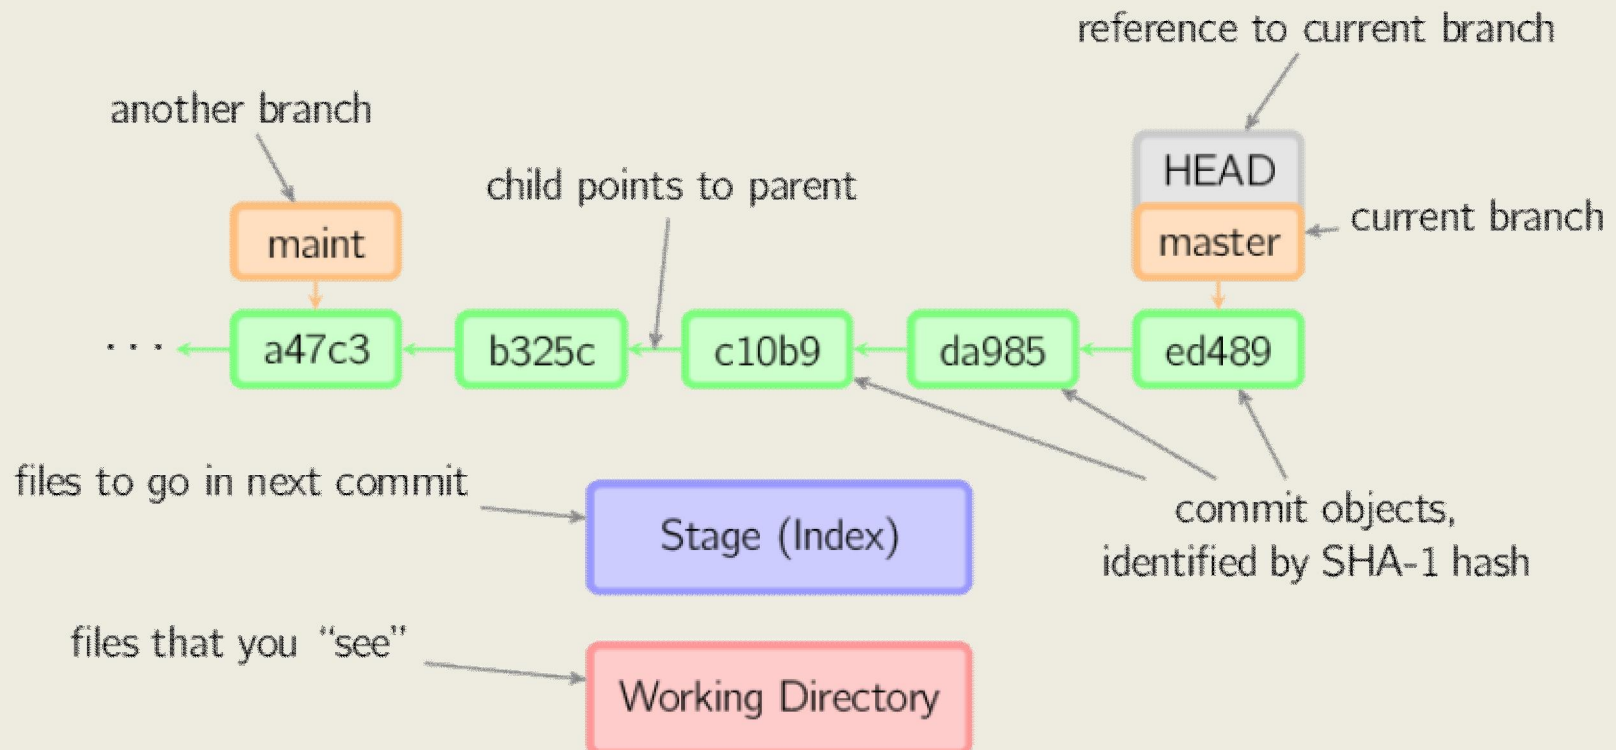 reference to current branch
another branch
child points to parent
HEAD
current branch
maint
master
...
a47c3
b325c
c10b9
da985
ed489
files to go in next commit
Stage (Index)
commit objects,
identified by SHA-1 hash
files that you “see”
Working Directory